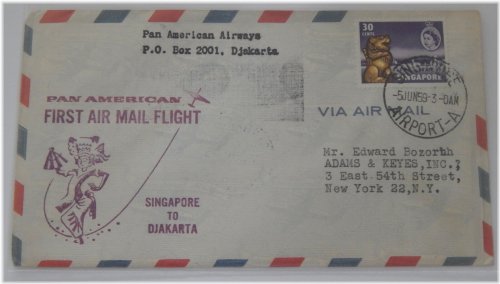 Pan American Airways
P.O. Box 2001, Djakarta
30
CENTS
SINGAPORE
-5JUN59-3-0AM
AIRPORT-A
PAN AMERICAN
FIRST AIR MAIL FLIGHT
VIA AIR MAIL
Mr. Edward Bozorth
ADAMS & KEYES, INC.,
3 East 54th Street,
New York 22, N.Y.
SINGAPORE
TO
DJAKARTA